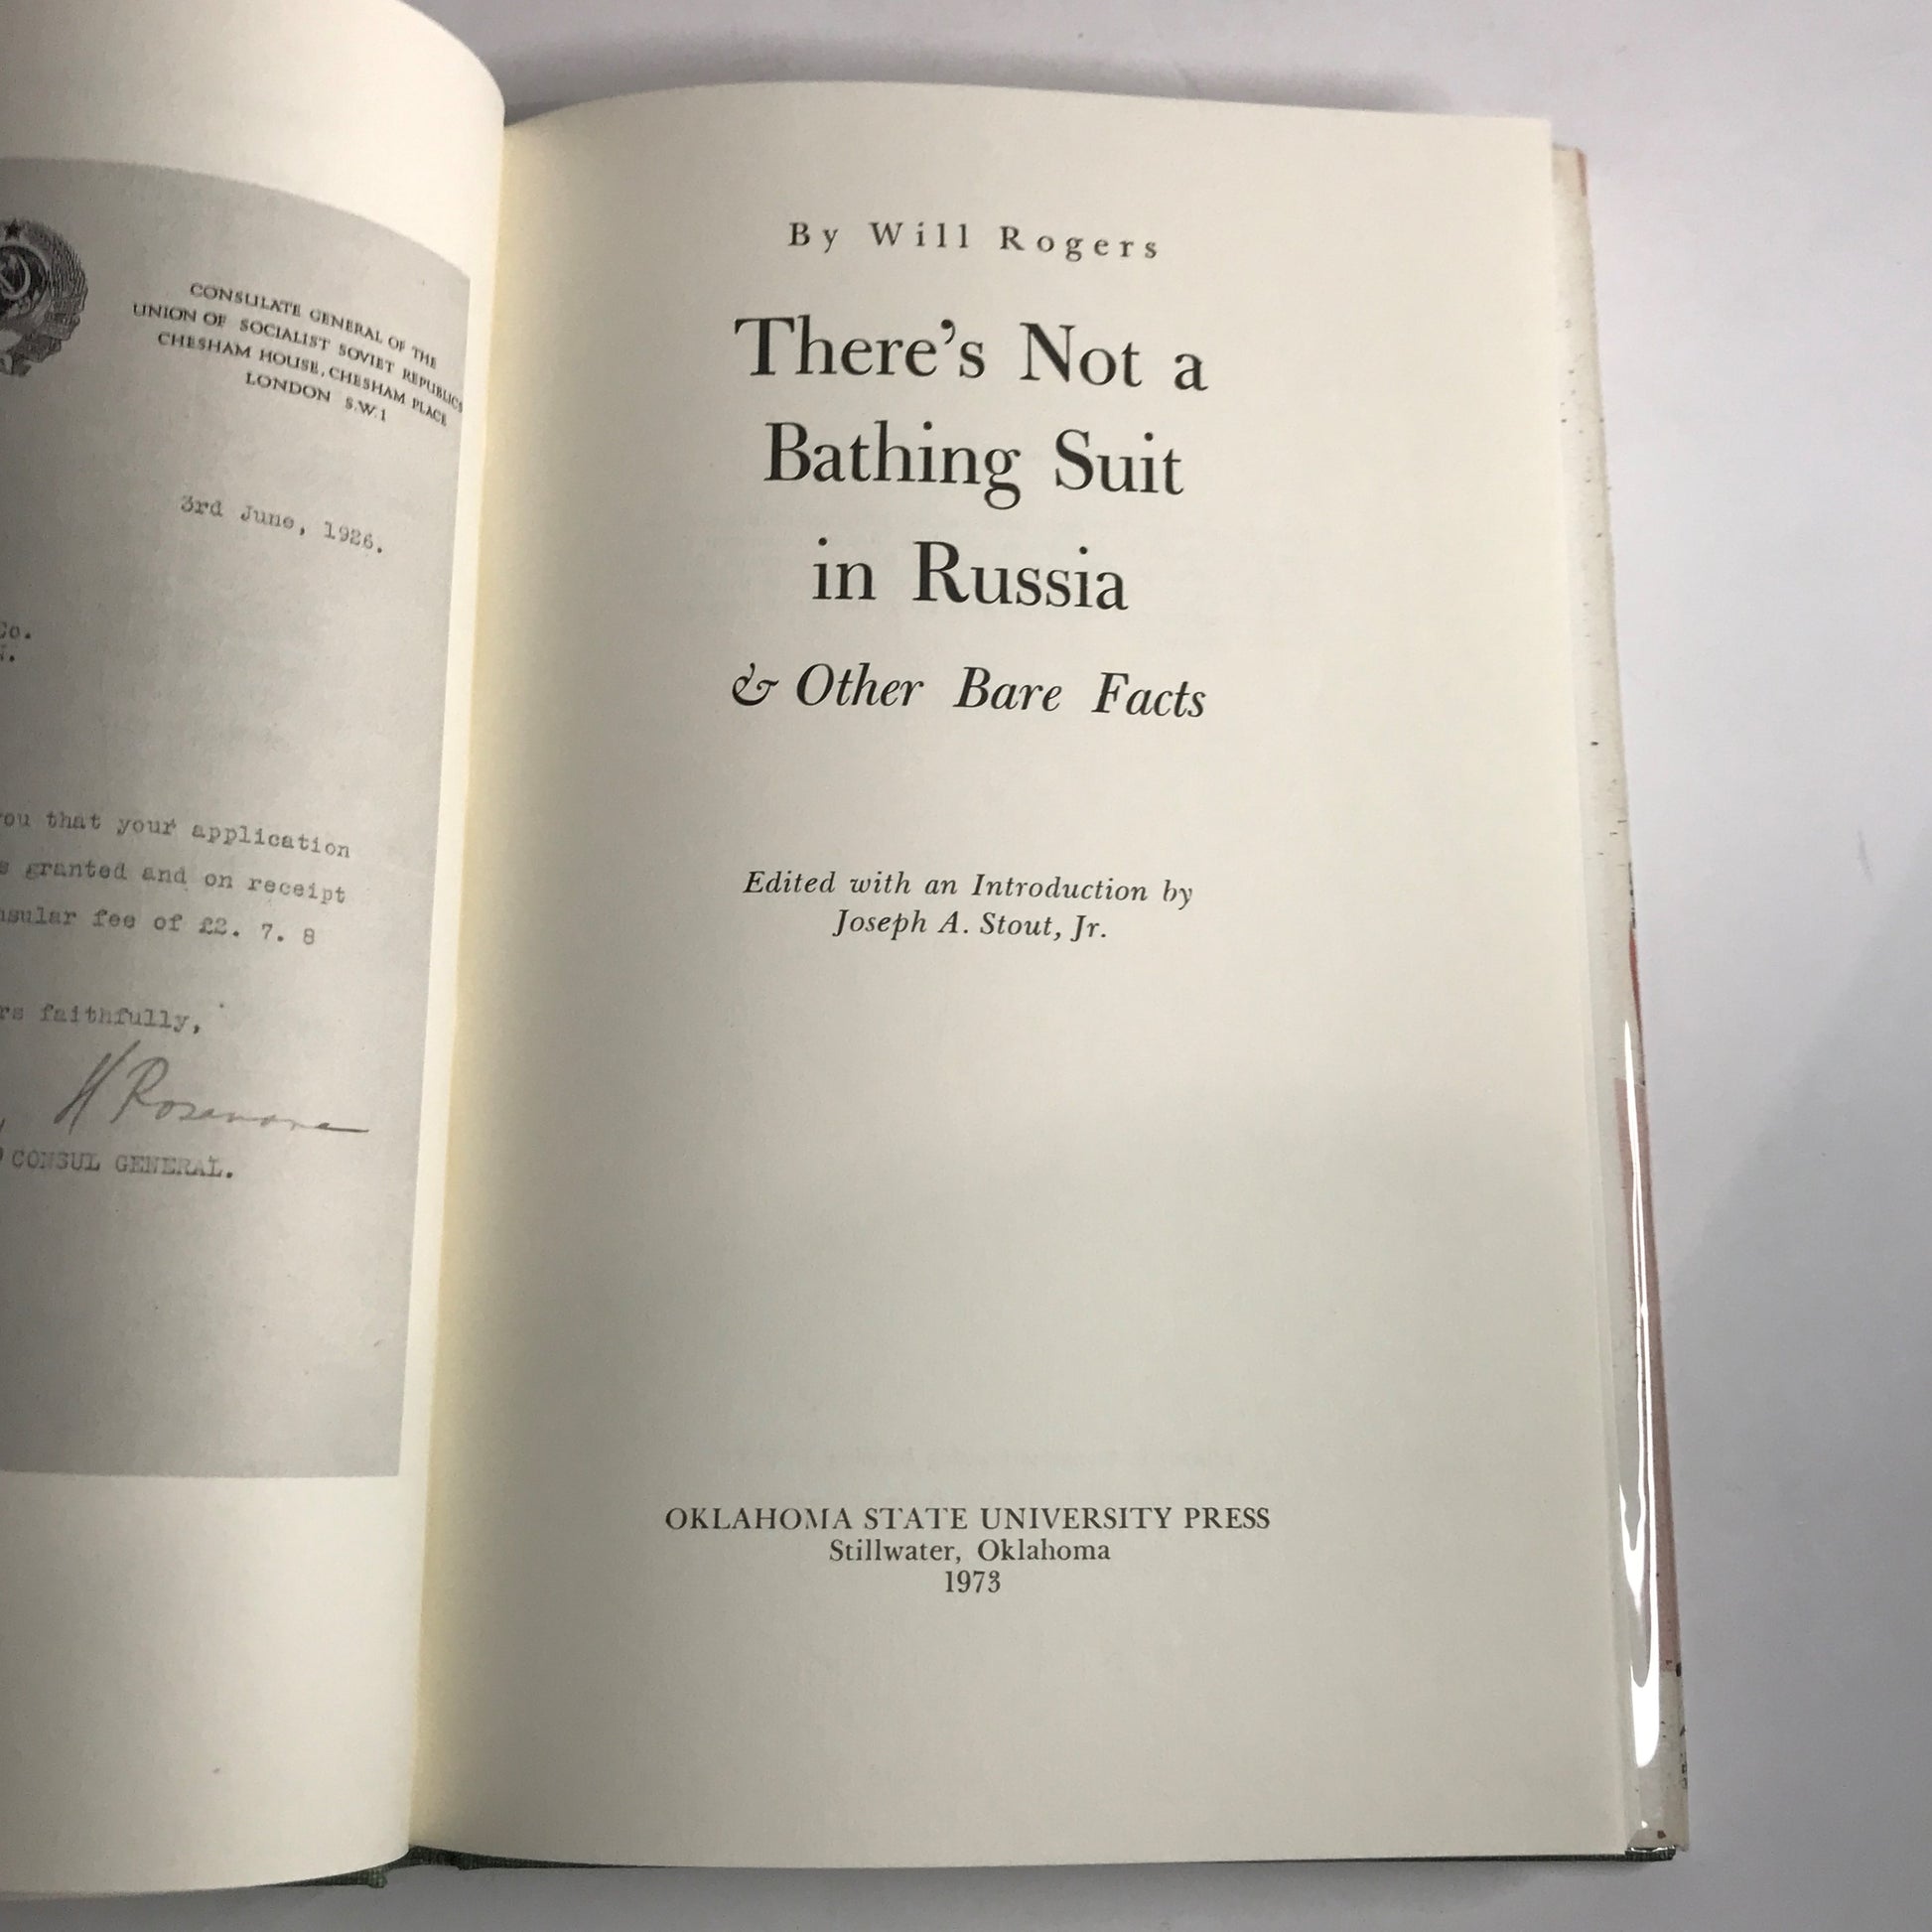 CONSULATE GENERAL OF THE
UNION OF SOCIALIST SOVIET REPUBLICS
CHESHAM HOUSE, CHESHAM PLACE
LONDON S.W.1
3rd June, 1926.
Co.
you that your application
granted and on receipt
fee of £2. 7. 8
faithfully,
CONSUL GENERAL.
By Will Rogers
There's Not a
Bathing Suit
in Russia
& Other Bare Facts
Edited with an Introduction by
Joseph A. Stout, Jr.
OKLAHOMA STATE UNIVERSITY PRESS
Stillwater, Oklahoma
1973